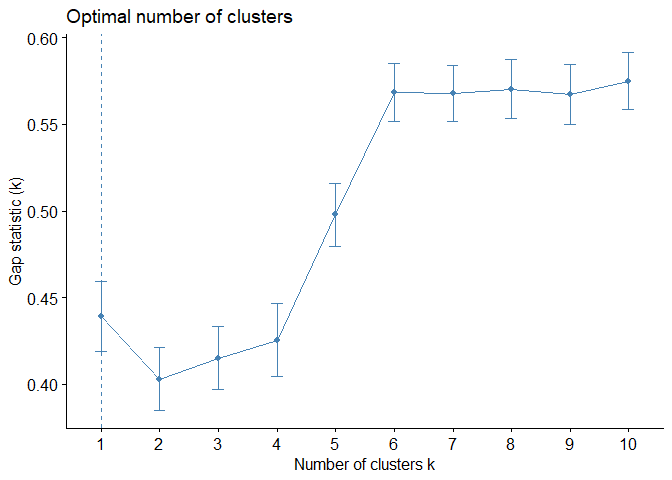 Optimal number of clusters
Gap statistic (k)
0.60
0.55
0.50
0.45
0.40
1 2 3 4 5 6 7 8 9 10
Number of clusters k